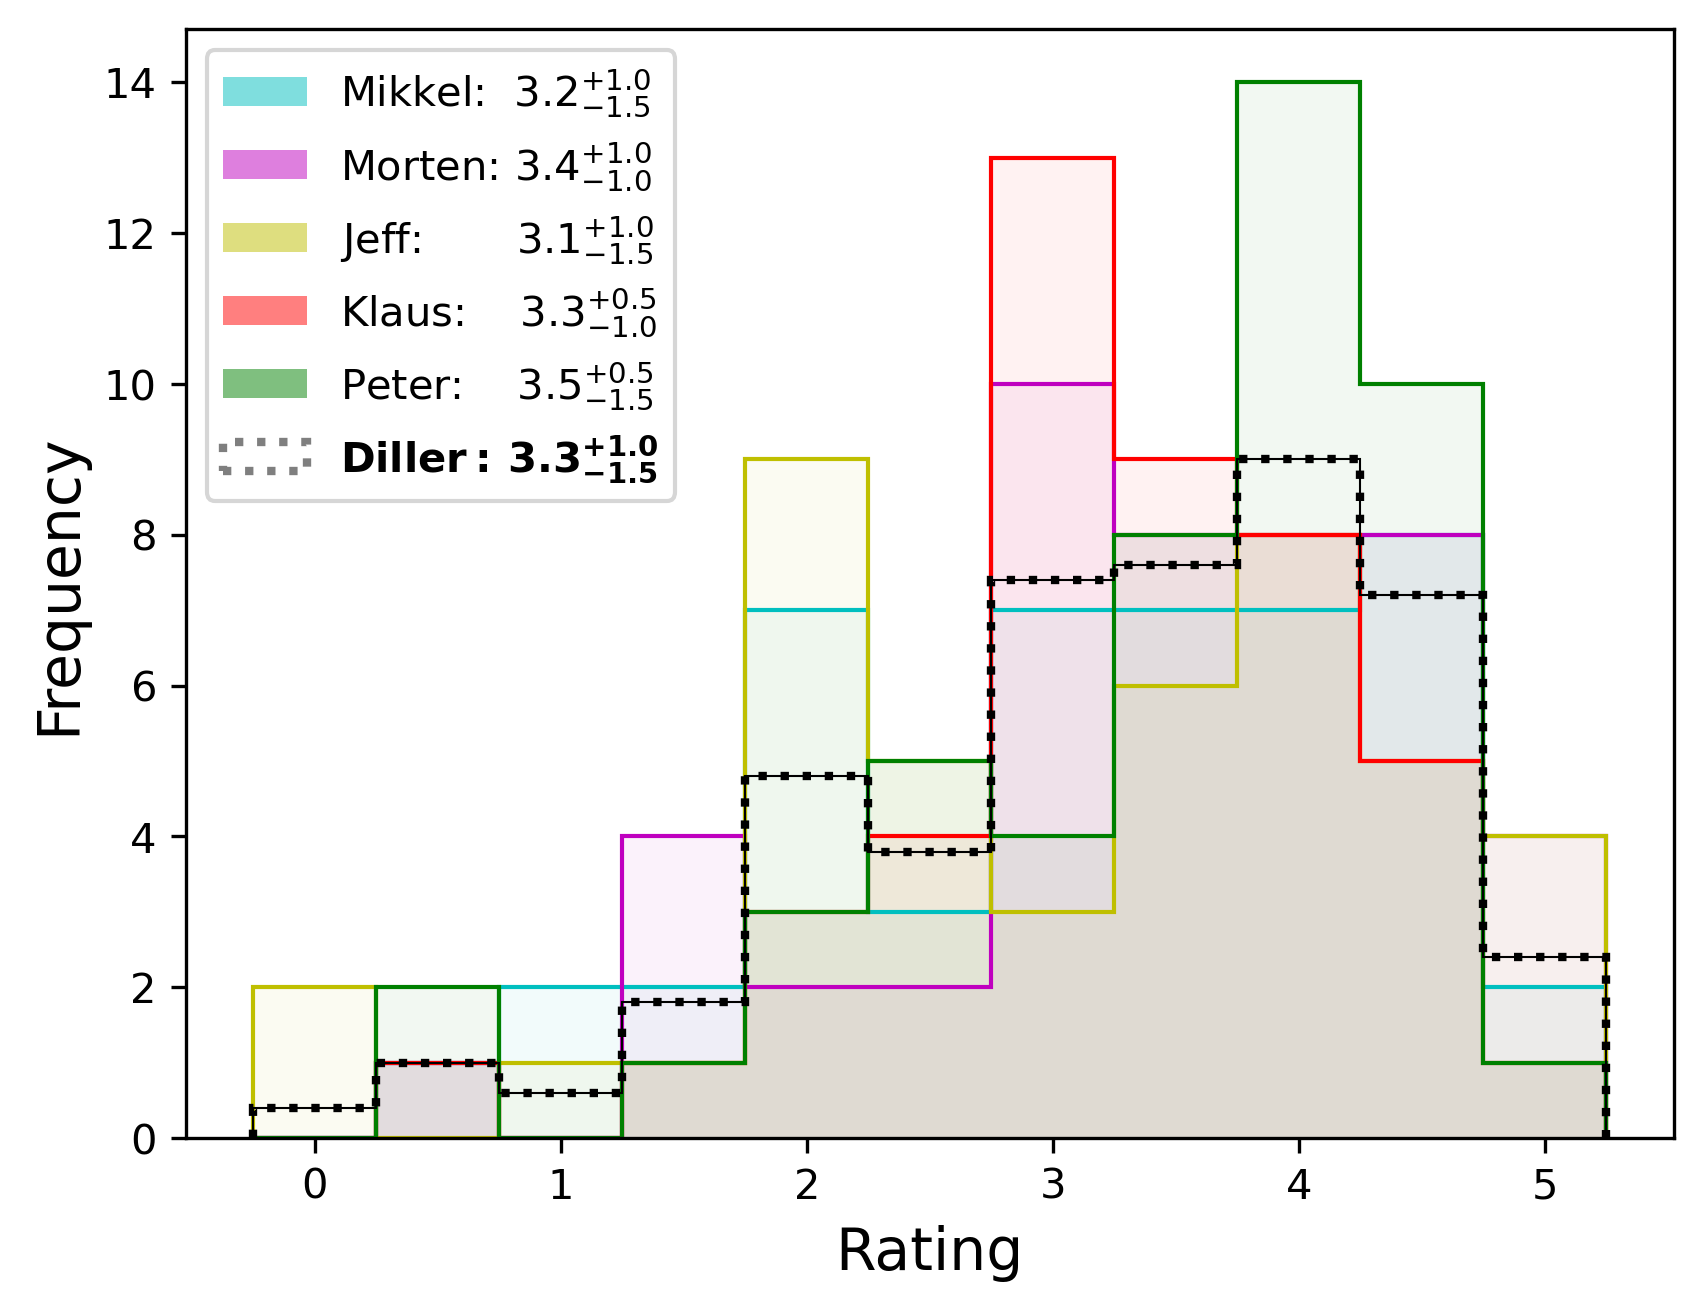 Mikkel: 3.2+1.0−1.5
Morten: 3.4+1.0−1.0
Jeff: 3.1+1.0−1.5
Klaus: 3.3+0.5−1.0
Peter: 3.5+0.5−1.5
Diller: 3.3+1.0−1.5
Frequency
14
12
10
8
6
4
2
0
0 1 2 3 4 5
Rating